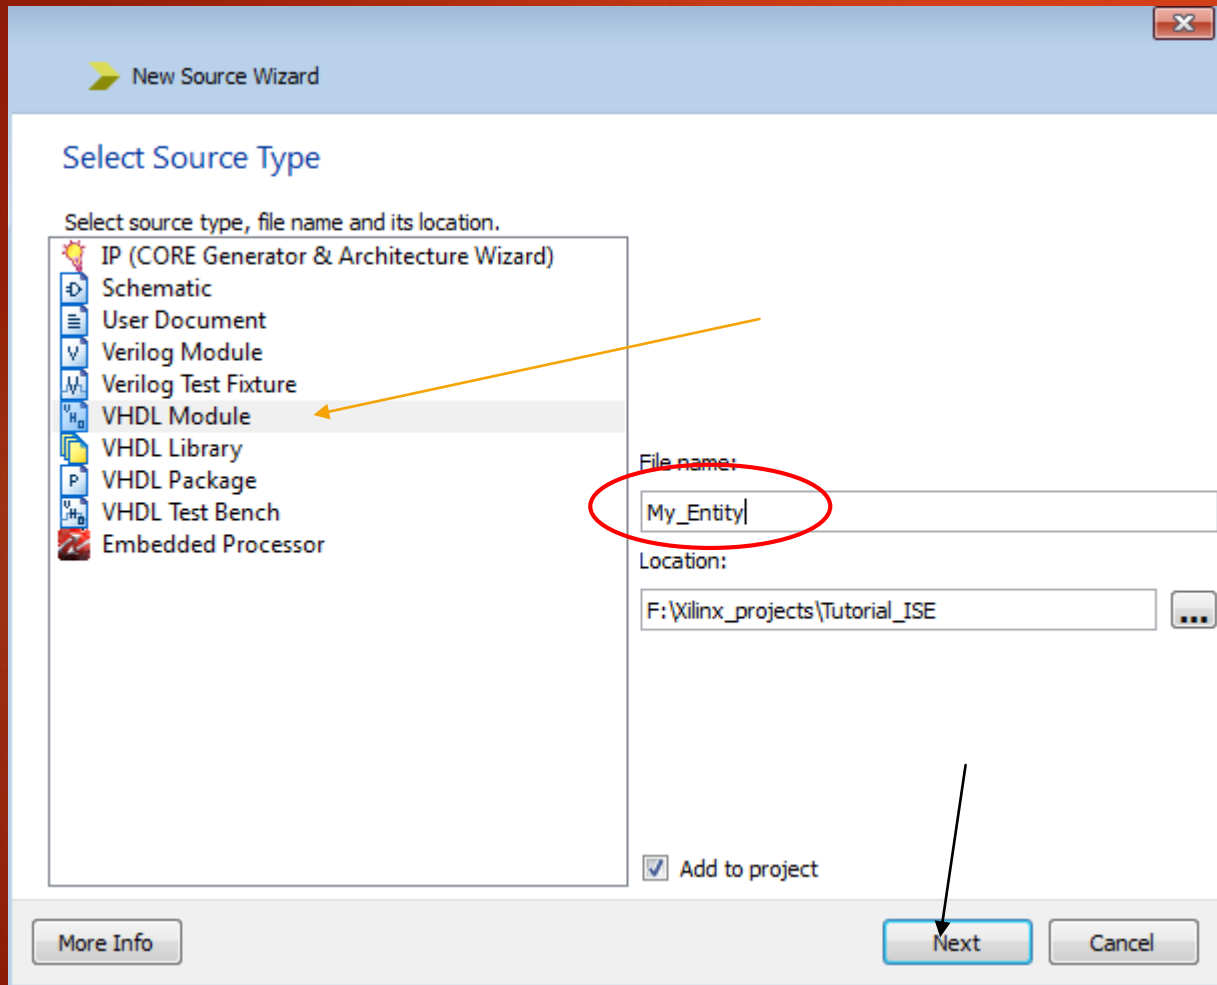 New Source Wizard
Select Source Type
Select source type, file name and its location.
IP (CORE Generator & Architecture Wizard)
Schematic
User Document
Verilog Module
Verilog Test Fixture
VHDL Module
VHDL Library
VHDL Package
VHDL Test Bench
Embedded Processor
File name:
My_Entity
Location:
F:\Xilinx_projects\Tutorial_ISE
...
Add to project
More Info
Next
Cancel